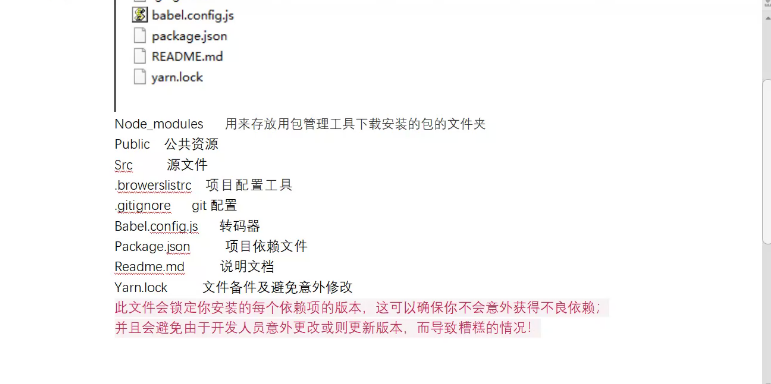 babel.config.js
package.json
README.md
yarn.lock
Node_modules 用来存放用包管理工具下载安装的包的文件夹
Public 公共资源
Src 源文件
.browerslistrc 项目配置工具
.gitignore git 配置
Babel.config.js 转码器
Package.json 项目依赖文件
Readme.md 说明文档
Yarn.lock 文件备件及避免意外修改
此文件会锁定你安装的每个依赖项的版本，这可以确保你不会意外获得不良依赖；
并且会避免由于开发人员意外更改或则更新版本，而导致糟糕的情况！